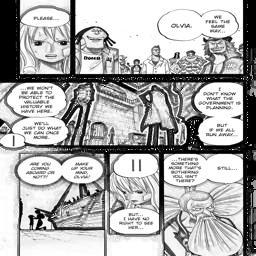 WE
FEEL
THE SAME
WAY...
OLVIA.
PLEASE...
I
DON'T KNOW
WHAT THE
GOVERNMENT IS
PLANNING.
BUT
IF WE ALL
RUN AWAY...
...WE WON'T
BE ABLE TO
PROTECT THE
VALUABLE
HISTORY WE
HAVE HERE.
WE'LL
JUST DO WHAT
WE CAN ONCE
MORE.
STILL...
...THERE'S
SOMETHING
MORE THAT'S
BOTHERING
YOU, ISN'T
THERE?
!!
BUT...
I HAVE NO
RIGHT TO SEE
HER...
MAKE
UP YOUR
MIND,
OLVIA!
ARE YOU
COMING
ABOARD
OR NOT?!